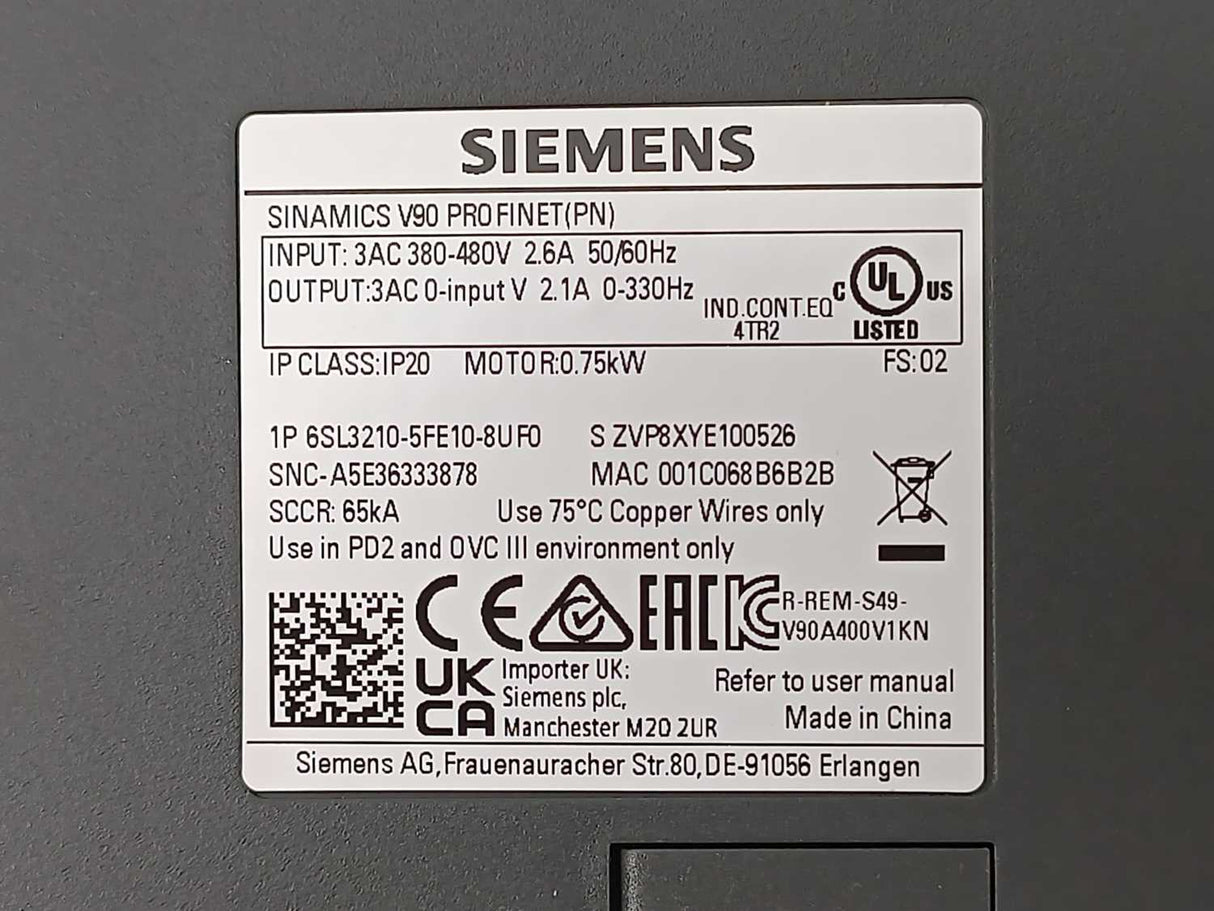 SIEMENS
SINAMICS V90 PROFINET(PN)
INPUT: 3AC 380-480V 2.6A 50/60Hz
OUTPUT:3AC 0-input V 2.1A 0-330Hz
IND.CONT.EQ
4TR2
C UL US
LISTED
IP CLASS:IP20 MOTOR:0.75kW FS:02
1P 6SL3210-5FE10-8UF0 S ZVP8XYE100526
SNC-A5E36333878 MAC 001C068B6B2B
SCCR: 65kA Use 75°C Copper Wires only
Use in PD2 and OVC III environment only
CE EAC KC R-REM-S49-
V90A400V1KN
UK
CA
Importer UK:
Siemens plc,
Manchester M20 2UR
Refer to user manual
Made in China
Siemens AG,Frauenauracher Str.80,DE-91056 Erlangen